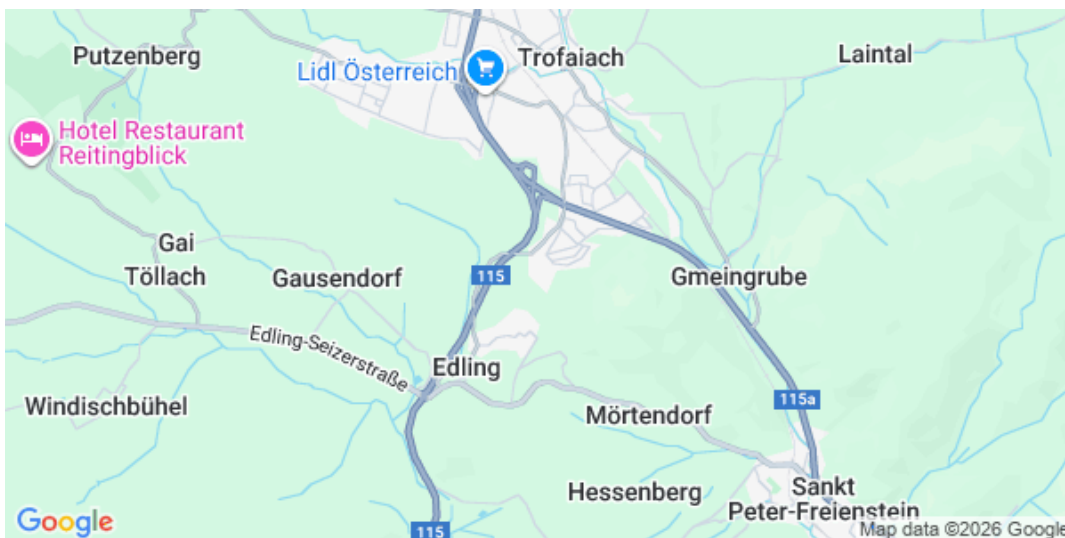 Putzenberg
Lidl Österreich
Trofaiach
Laintal
Hotel Restaurant
Reitingblick
Gai
Töllach
Gausendorf
115
Gmeingrube
Edling-Seizerstraße
Edling
Windischbühel
Mörtendorf
115a
Hessenberg
Sankt
Peter-Freienstein
Google
115
Map data ©2026 Google